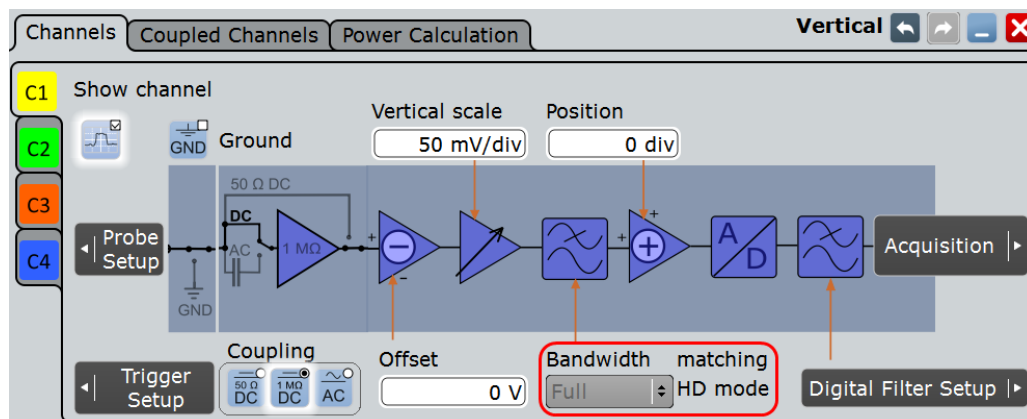 Channels
Coupled Channels
Power Calculation
Vertical
C1
C2
C3
C4
Show channel
GND
Ground
Vertical scale
50 mV/div
Position
0 div
50 Ω DC
DC
AC
1 MΩ
GND
+
−
−
+
+
+
A
D
Probe
Setup
Acquisition
Trigger
Setup
Coupling
50 Ω
DC
1 MΩ
DC
AC
Offset
0 V
Bandwidth matching
Full HD mode
Digital Filter Setup